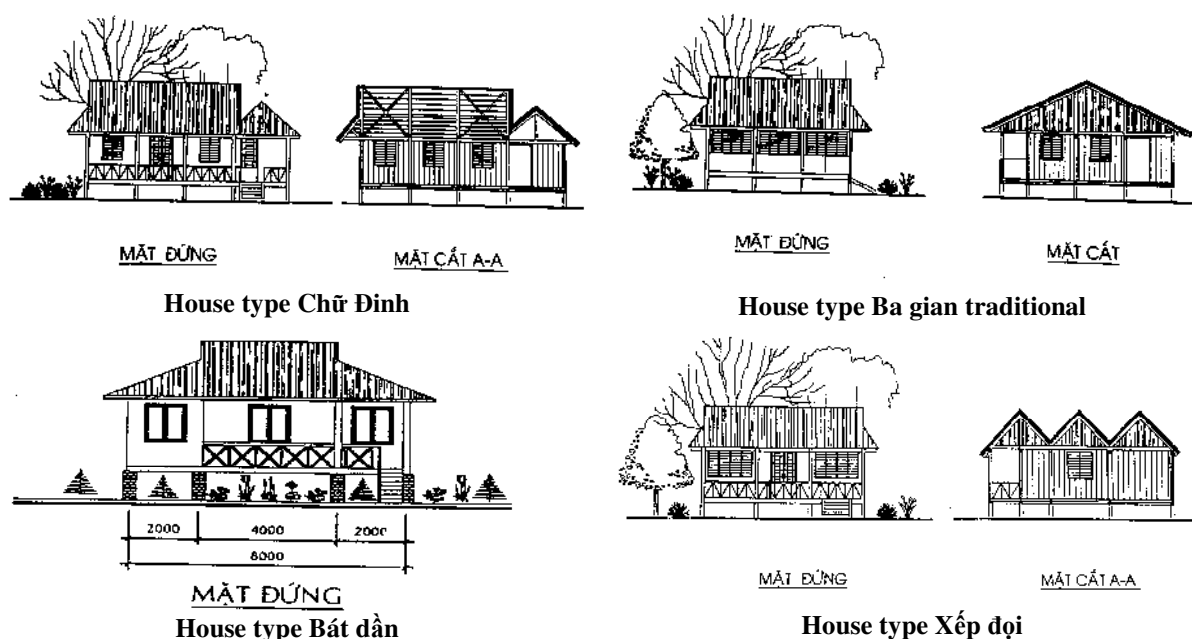 MẶT ĐỨNG
MẶT CẮT A-A
House type Chữ Đinh
MẶT ĐỨNG
MẶT CẮT
House type Ba gian traditional
2000 4000 2000
8000
MẶT ĐỨNG
House type Bát dần
MẶT ĐỨNG
MẶT CẮT A-A
House type Xếp đọi